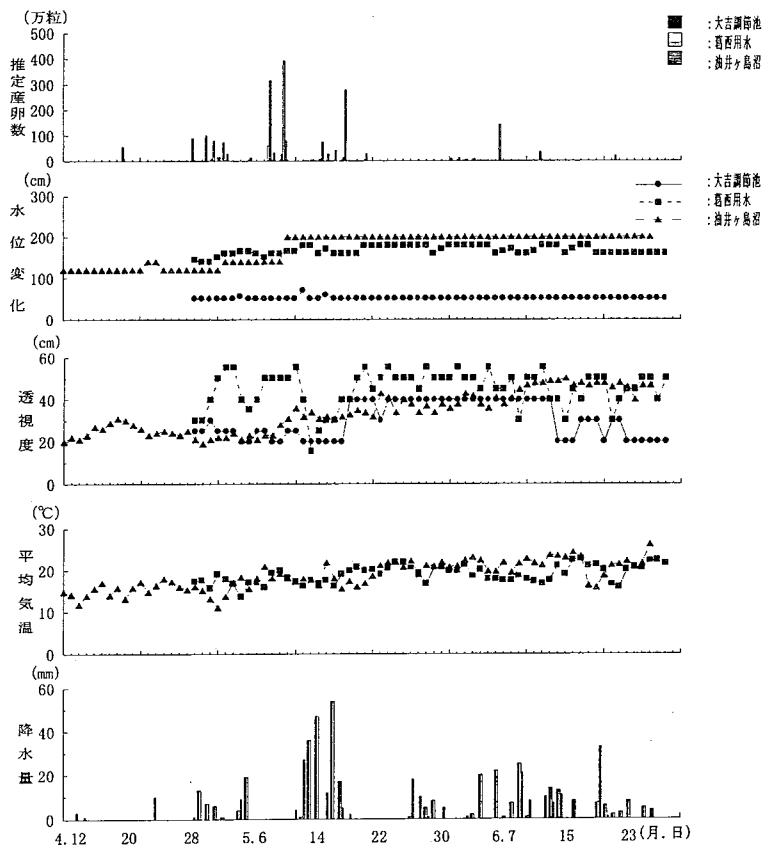 (万粒)
500
400
300
200
100
0
推定産卵数
■ :大吉調節池
□ :葛西用水
:油井ヶ島沼
(cm)
300
200
100
0
水位変化
:大吉調節池
:葛西用水
:油井ヶ島沼
(cm)
60
40
20
0
透視度
(℃)
30
20
10
0
平均気温
(mm)
60
40
20
0
降水量
4.12 20 28 5.6 14 22 30 6.7 15 23 (月.日)